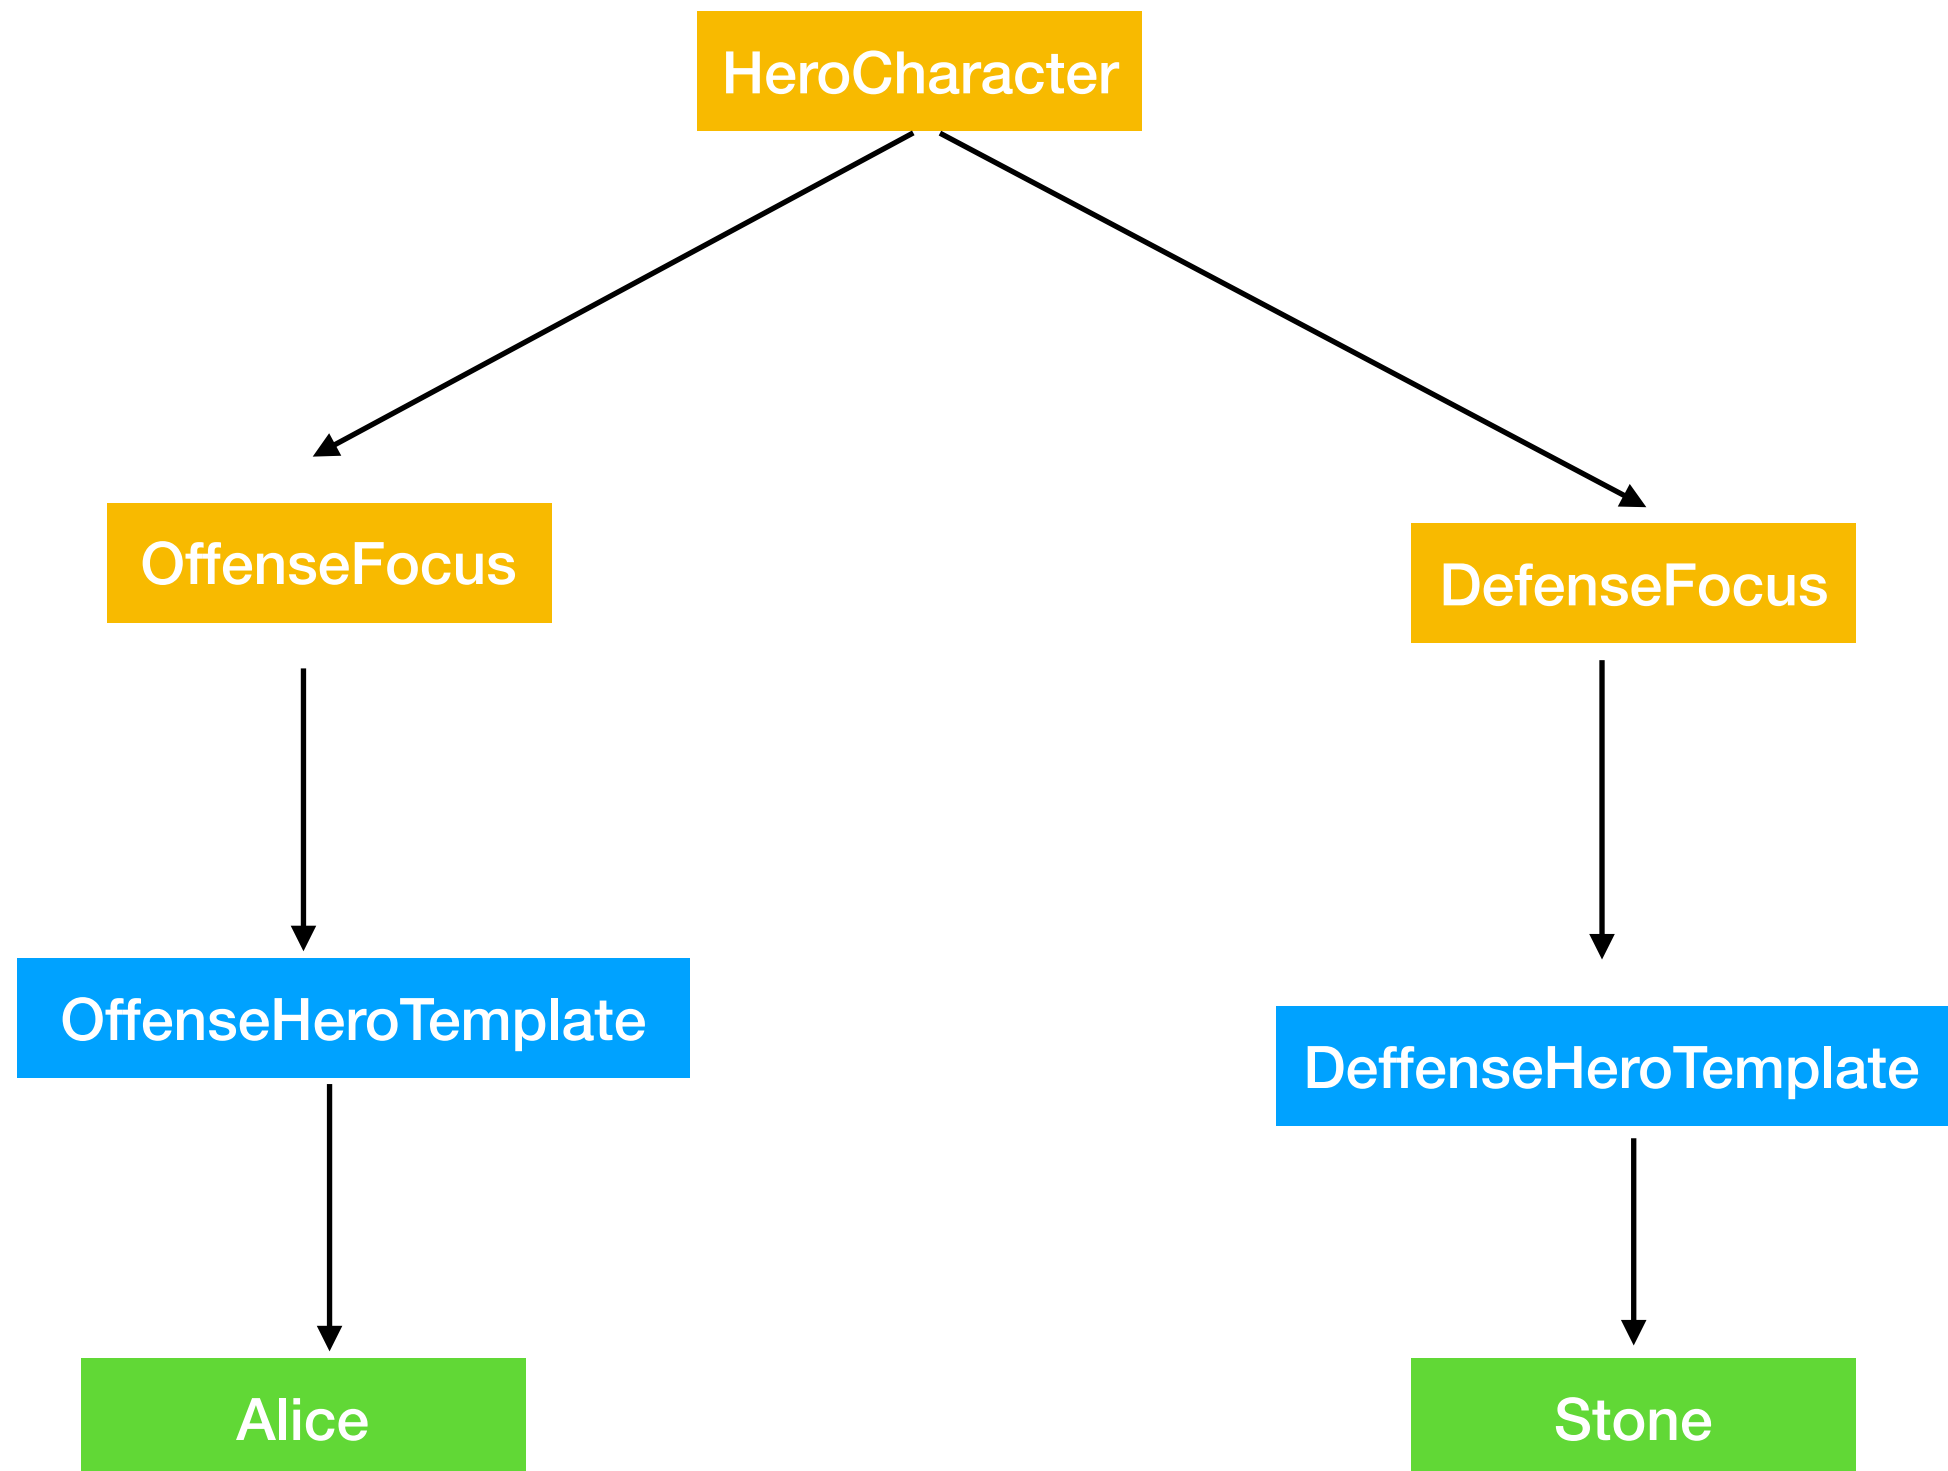 HeroCharacter
OffenseFocus
DefenseFocus
OffenseHeroTemplate
DeffenseHeroTemplate
Alice
Stone